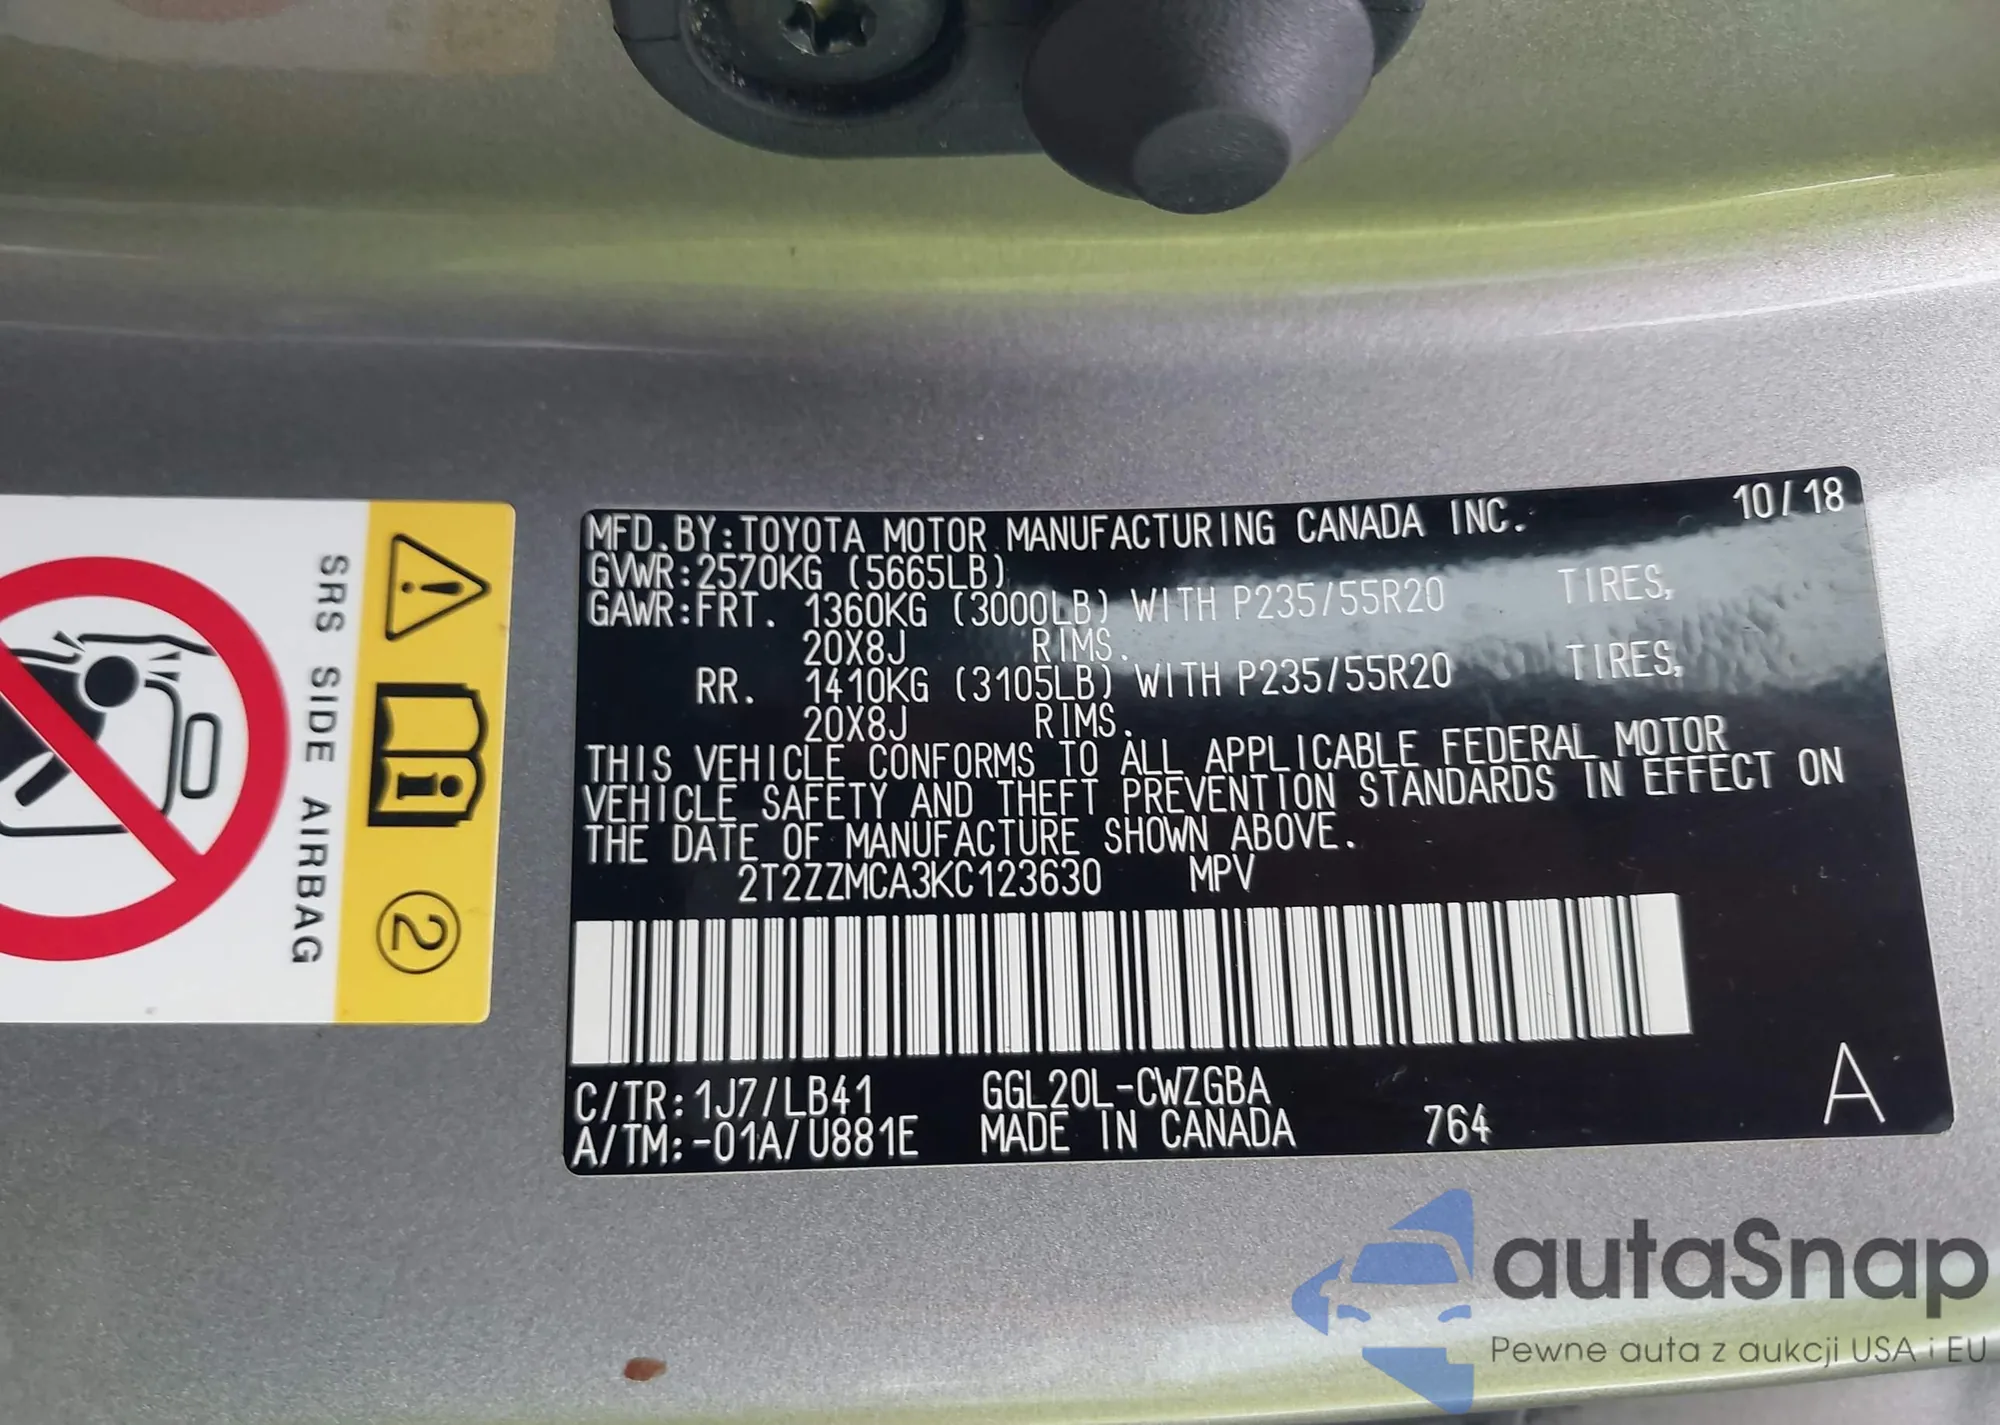 MFD.BY:TOYOTA MOTOR MANUFACTURING CANADA INC. 10/18
GVWR:2570KG (5665LB)
GAWR:FRT. 1360KG (3000LB) WITH P235/55R20 TIRES,
20X8J RIMS.
RR. 1410KG (3105LB) WITH P235/55R20 TIRES,
20X8J RIMS.
THIS VEHICLE CONFORMS TO ALL APPLICABLE FEDERAL MOTOR
VEHICLE SAFETY AND THEFT PREVENTION STANDARDS IN EFFECT ON
THE DATE OF MANUFACTURE SHOWN ABOVE.
2T2ZZMCA3KC123630 MPV
C/TR:1J7/LB41 GGL20L-CWZGBA
A/TM:-01A/U881E MADE IN CANADA 764 A
SRS SIDE AIRBAG
2
autaSnap
Pewne auta z aukcji USA i EU